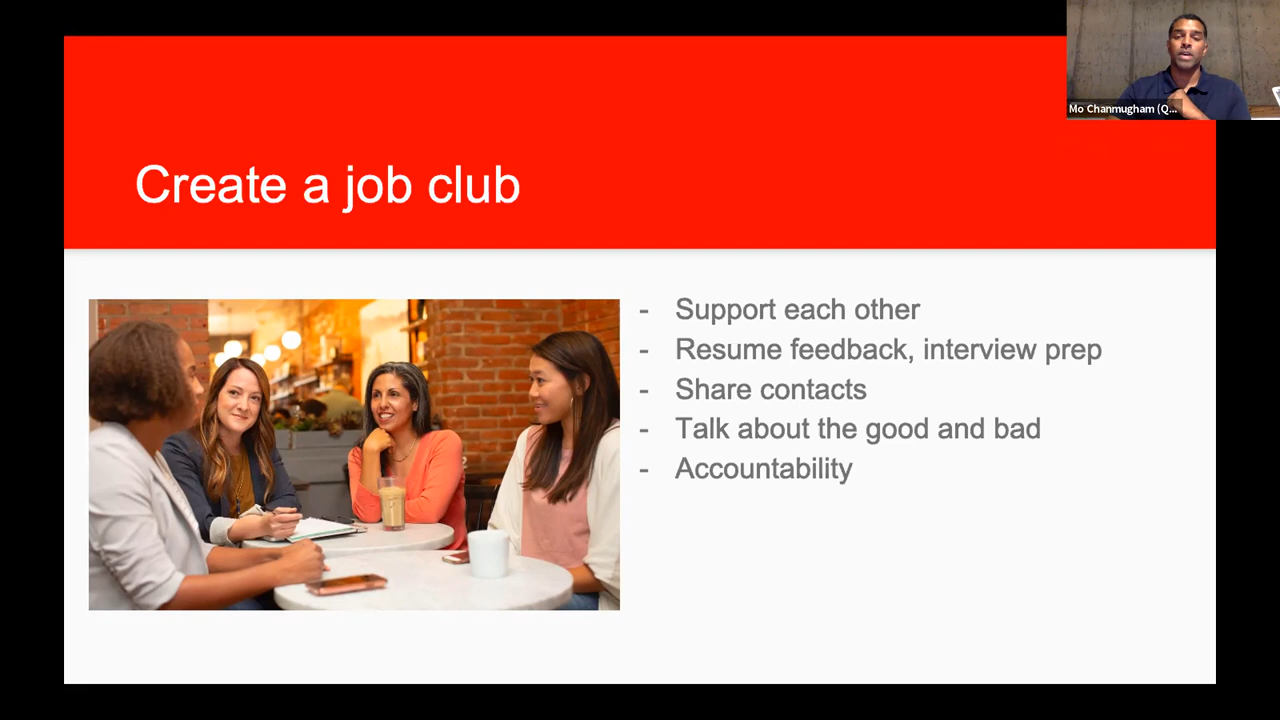 Mo Chanmugham (Q...
Create a job club
- Support each other
- Resume feedback, interview prep
- Share contacts
- Talk about the good and bad
- Accountability